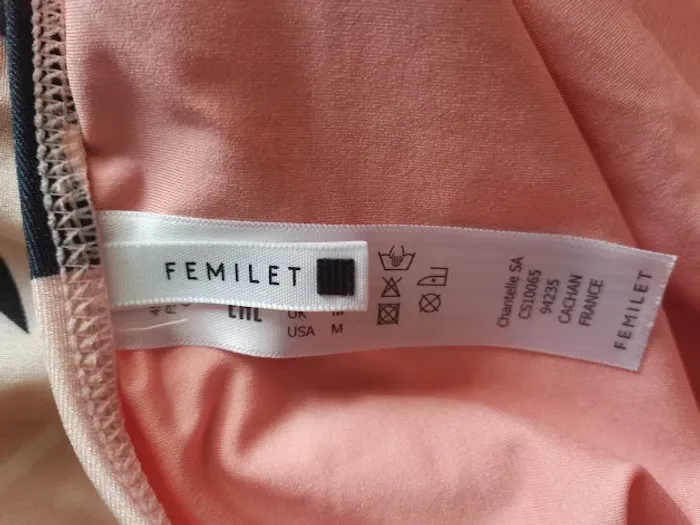 FEMILET
EAC
UK M
USA M
Chantelle SA
CS10065
94235
CACHAN
FRANCE
FEMILET